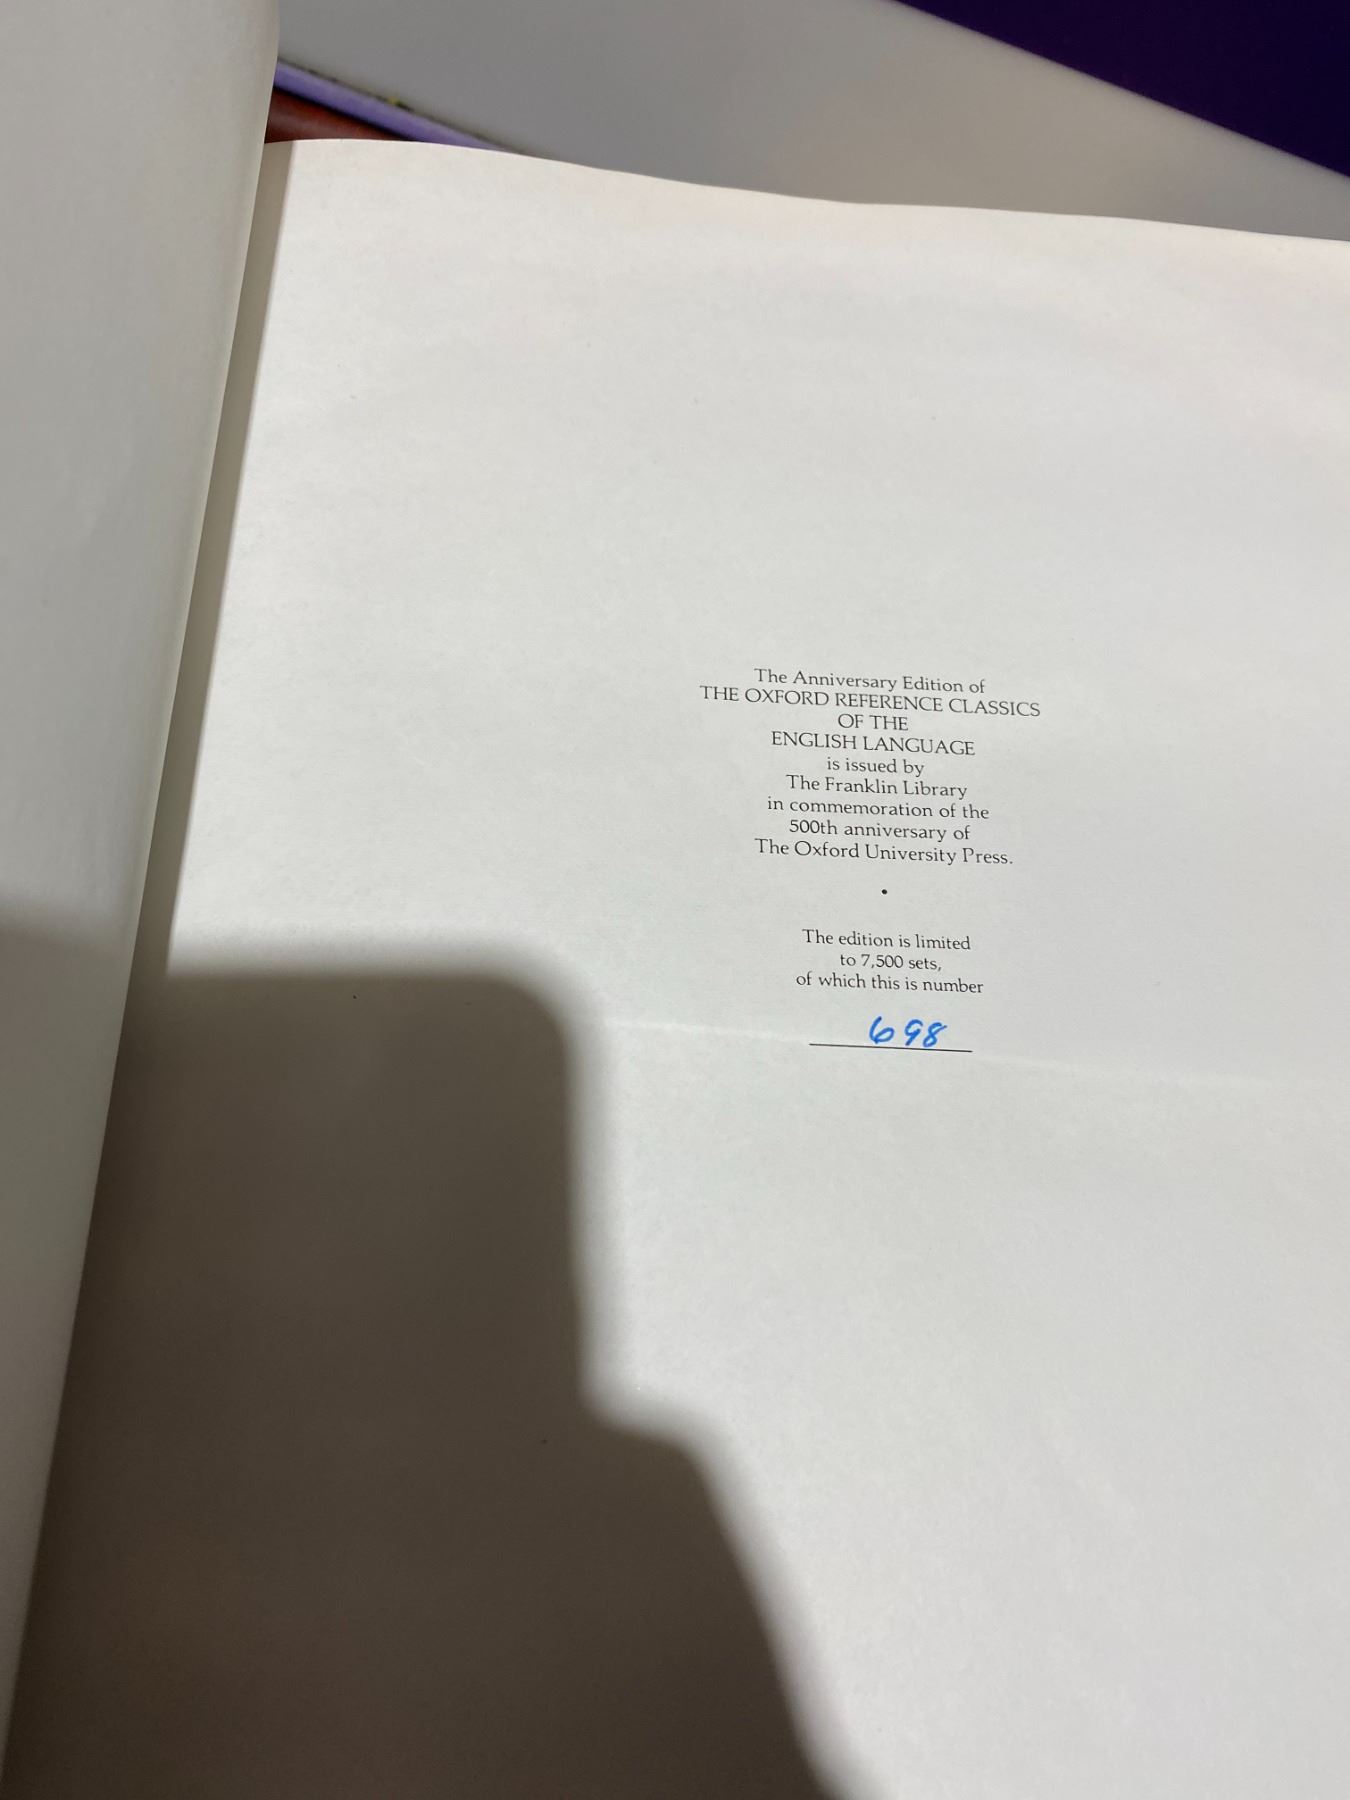 The Anniversary Edition of
THE OXFORD REFERENCE CLASSICS
OF THE
ENGLISH LANGUAGE
is issued by
The Franklin Library
in commemoration of the
500th anniversary of
The Oxford University Press.
•
The edition is limited
to 7,500 sets,
of which this is number
698